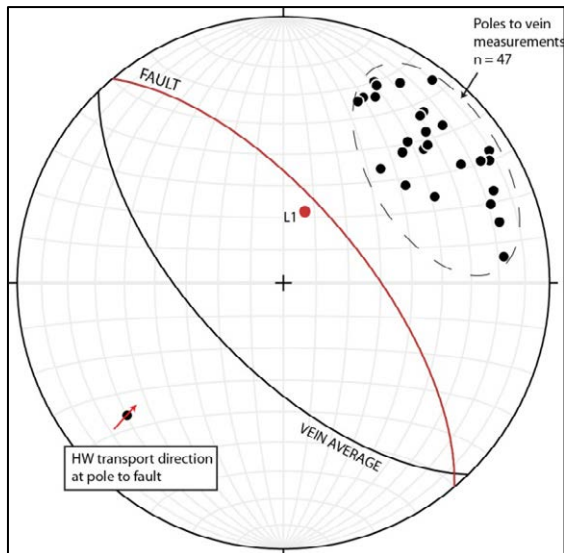 Poles to vein
measurements
n = 47
FAULT
L1
VEIN AVERAGE
HW transport direction
at pole to fault